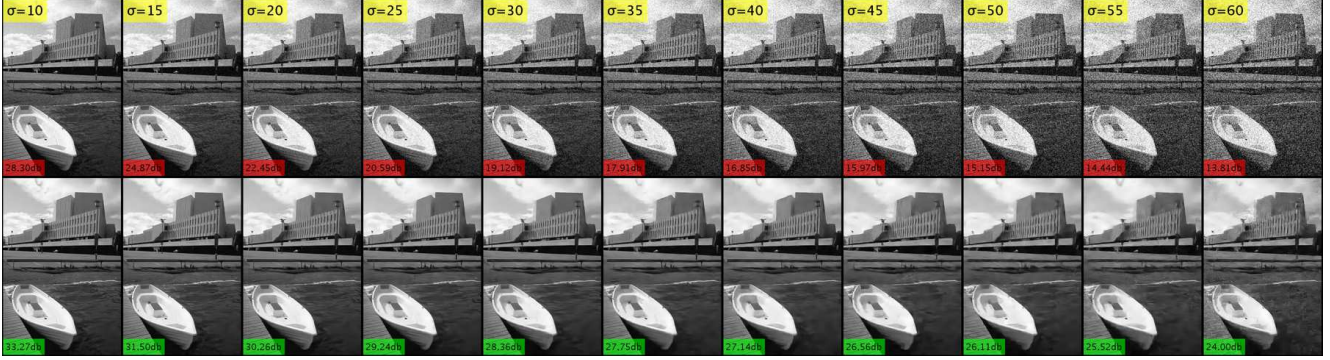 σ=10 σ=15 σ=20 σ=25 σ=30 σ=35 σ=40 σ=45 σ=50 σ=55 σ=60
28.30db 24.87db 22.45db 20.59db 19.12db 17.91db 16.85db 15.97db 15.15db 14.44db 13.81db
33.27db 31.50db 30.26db 29.24db 28.36db 27.75db 27.14db 26.56db 26.11db 25.52db 24.00db